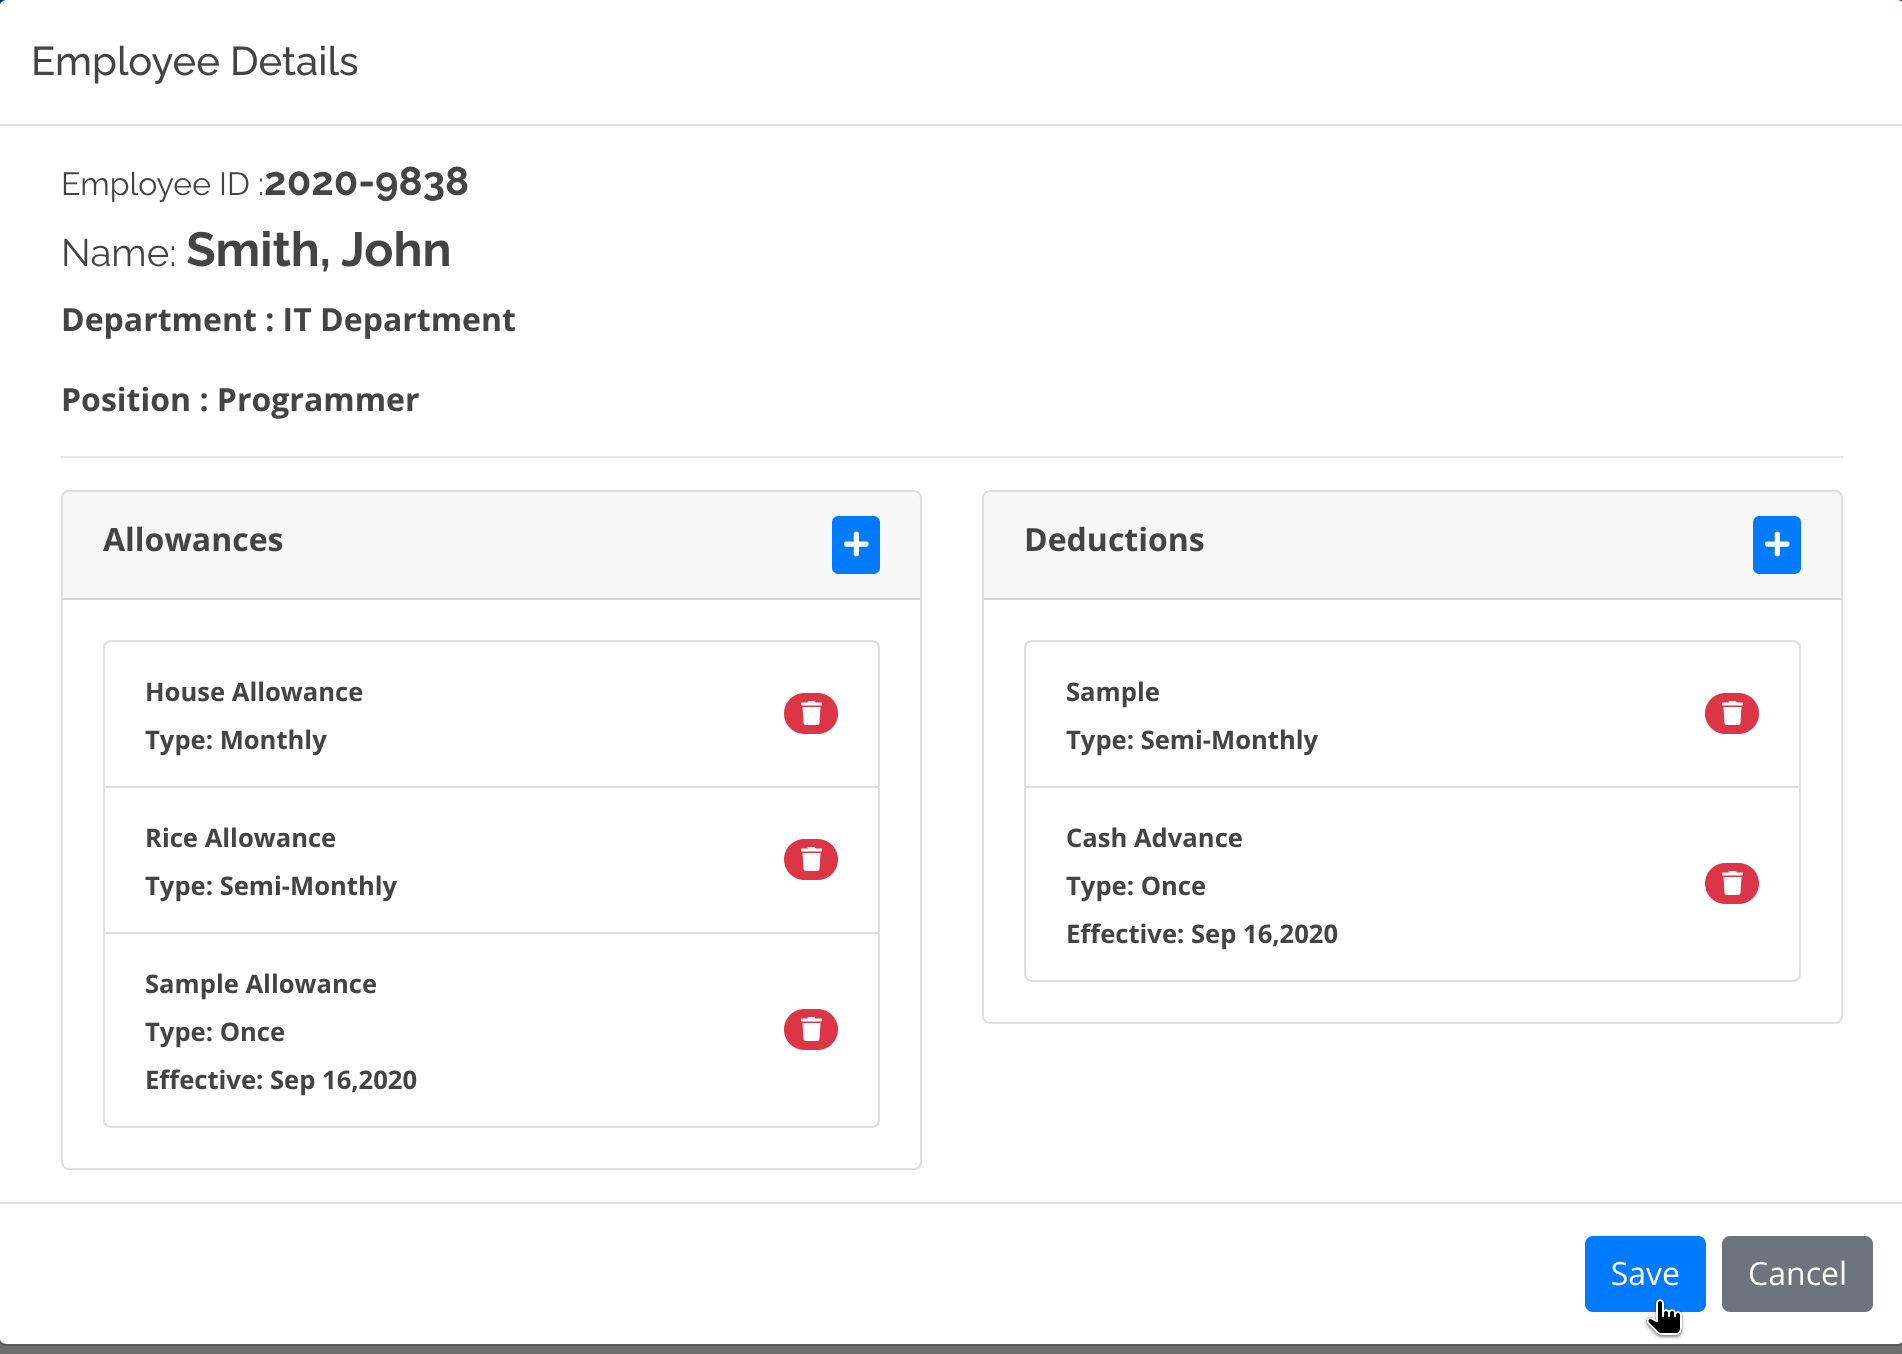 Employee Details
Employee ID :2020-9838
Name: Smith, John
Department : IT Department
Position : Programmer
Allowances
House Allowance
Type: Monthly
Rice Allowance
Type: Semi-Monthly
Sample Allowance
Type: Once
Effective: Sep 16,2020
Deductions
Sample
Type: Semi-Monthly
Cash Advance
Type: Once
Effective: Sep 16,2020
Save
Cancel